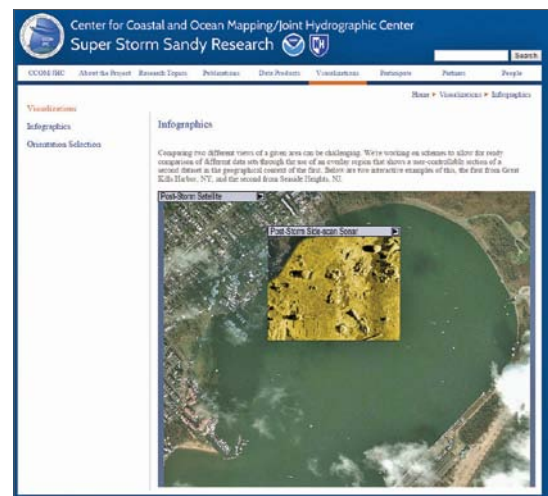 Center for Coastal and Ocean Mapping/Joint Hydrographic Center
Super Storm Sandy Research
Search
CCOM/JHC About the Project Research Topics Publications Data Products Visualizations Participate Partners People
Home ▸ Visualizations ▸ Infographics
Visualizations
Infographics
Orientation Selection
Infographics
Comparing two different views of a given area can be challenging. We're working on schemes to allow for ready
comparison of different data sets through the use of an overlay region that shows a user-controllable section of a
second dataset in the geographical context of the first. Below are two interactive examples of this, the first from Great
Kills Harbor, NY, and the second from Seaside Heights, NJ.
Post-Storm Satellite
Post-Storm Side-scan Sonar